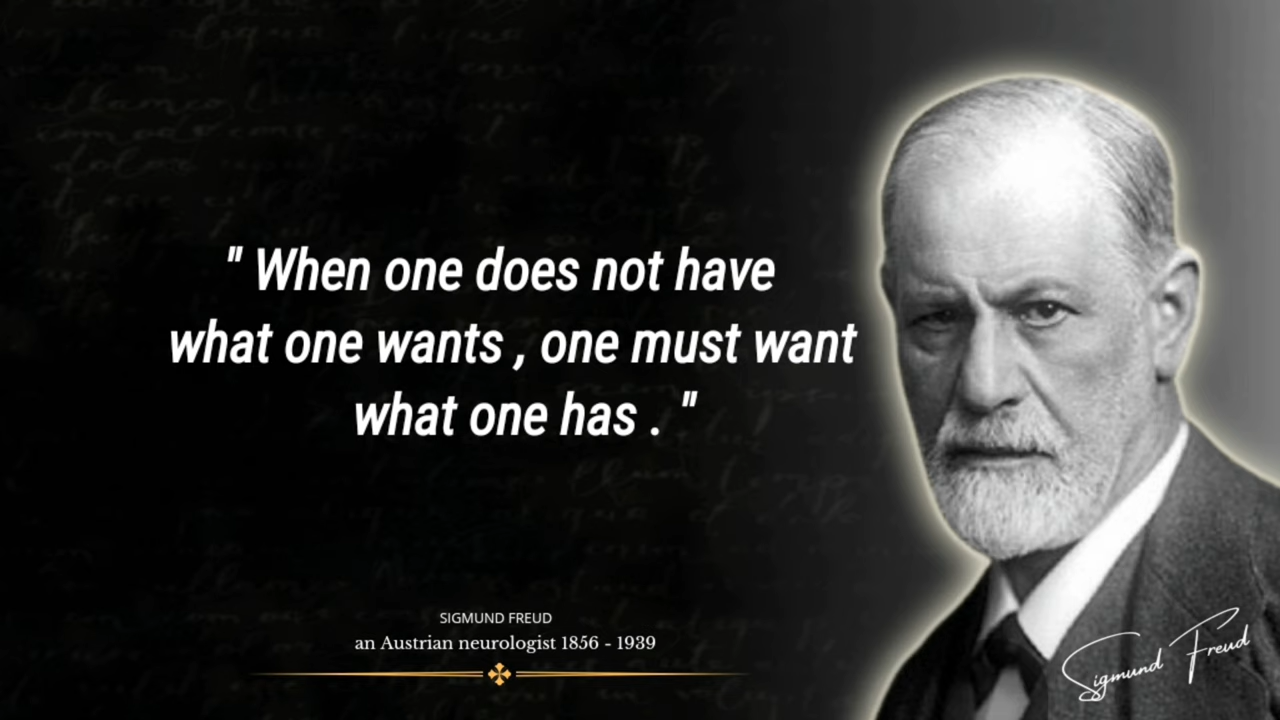 " When one does not have
what one wants , one must want
what one has . "
SIGMUND FREUD
an Austrian neurologist 1856 - 1939
Sigmund Freud